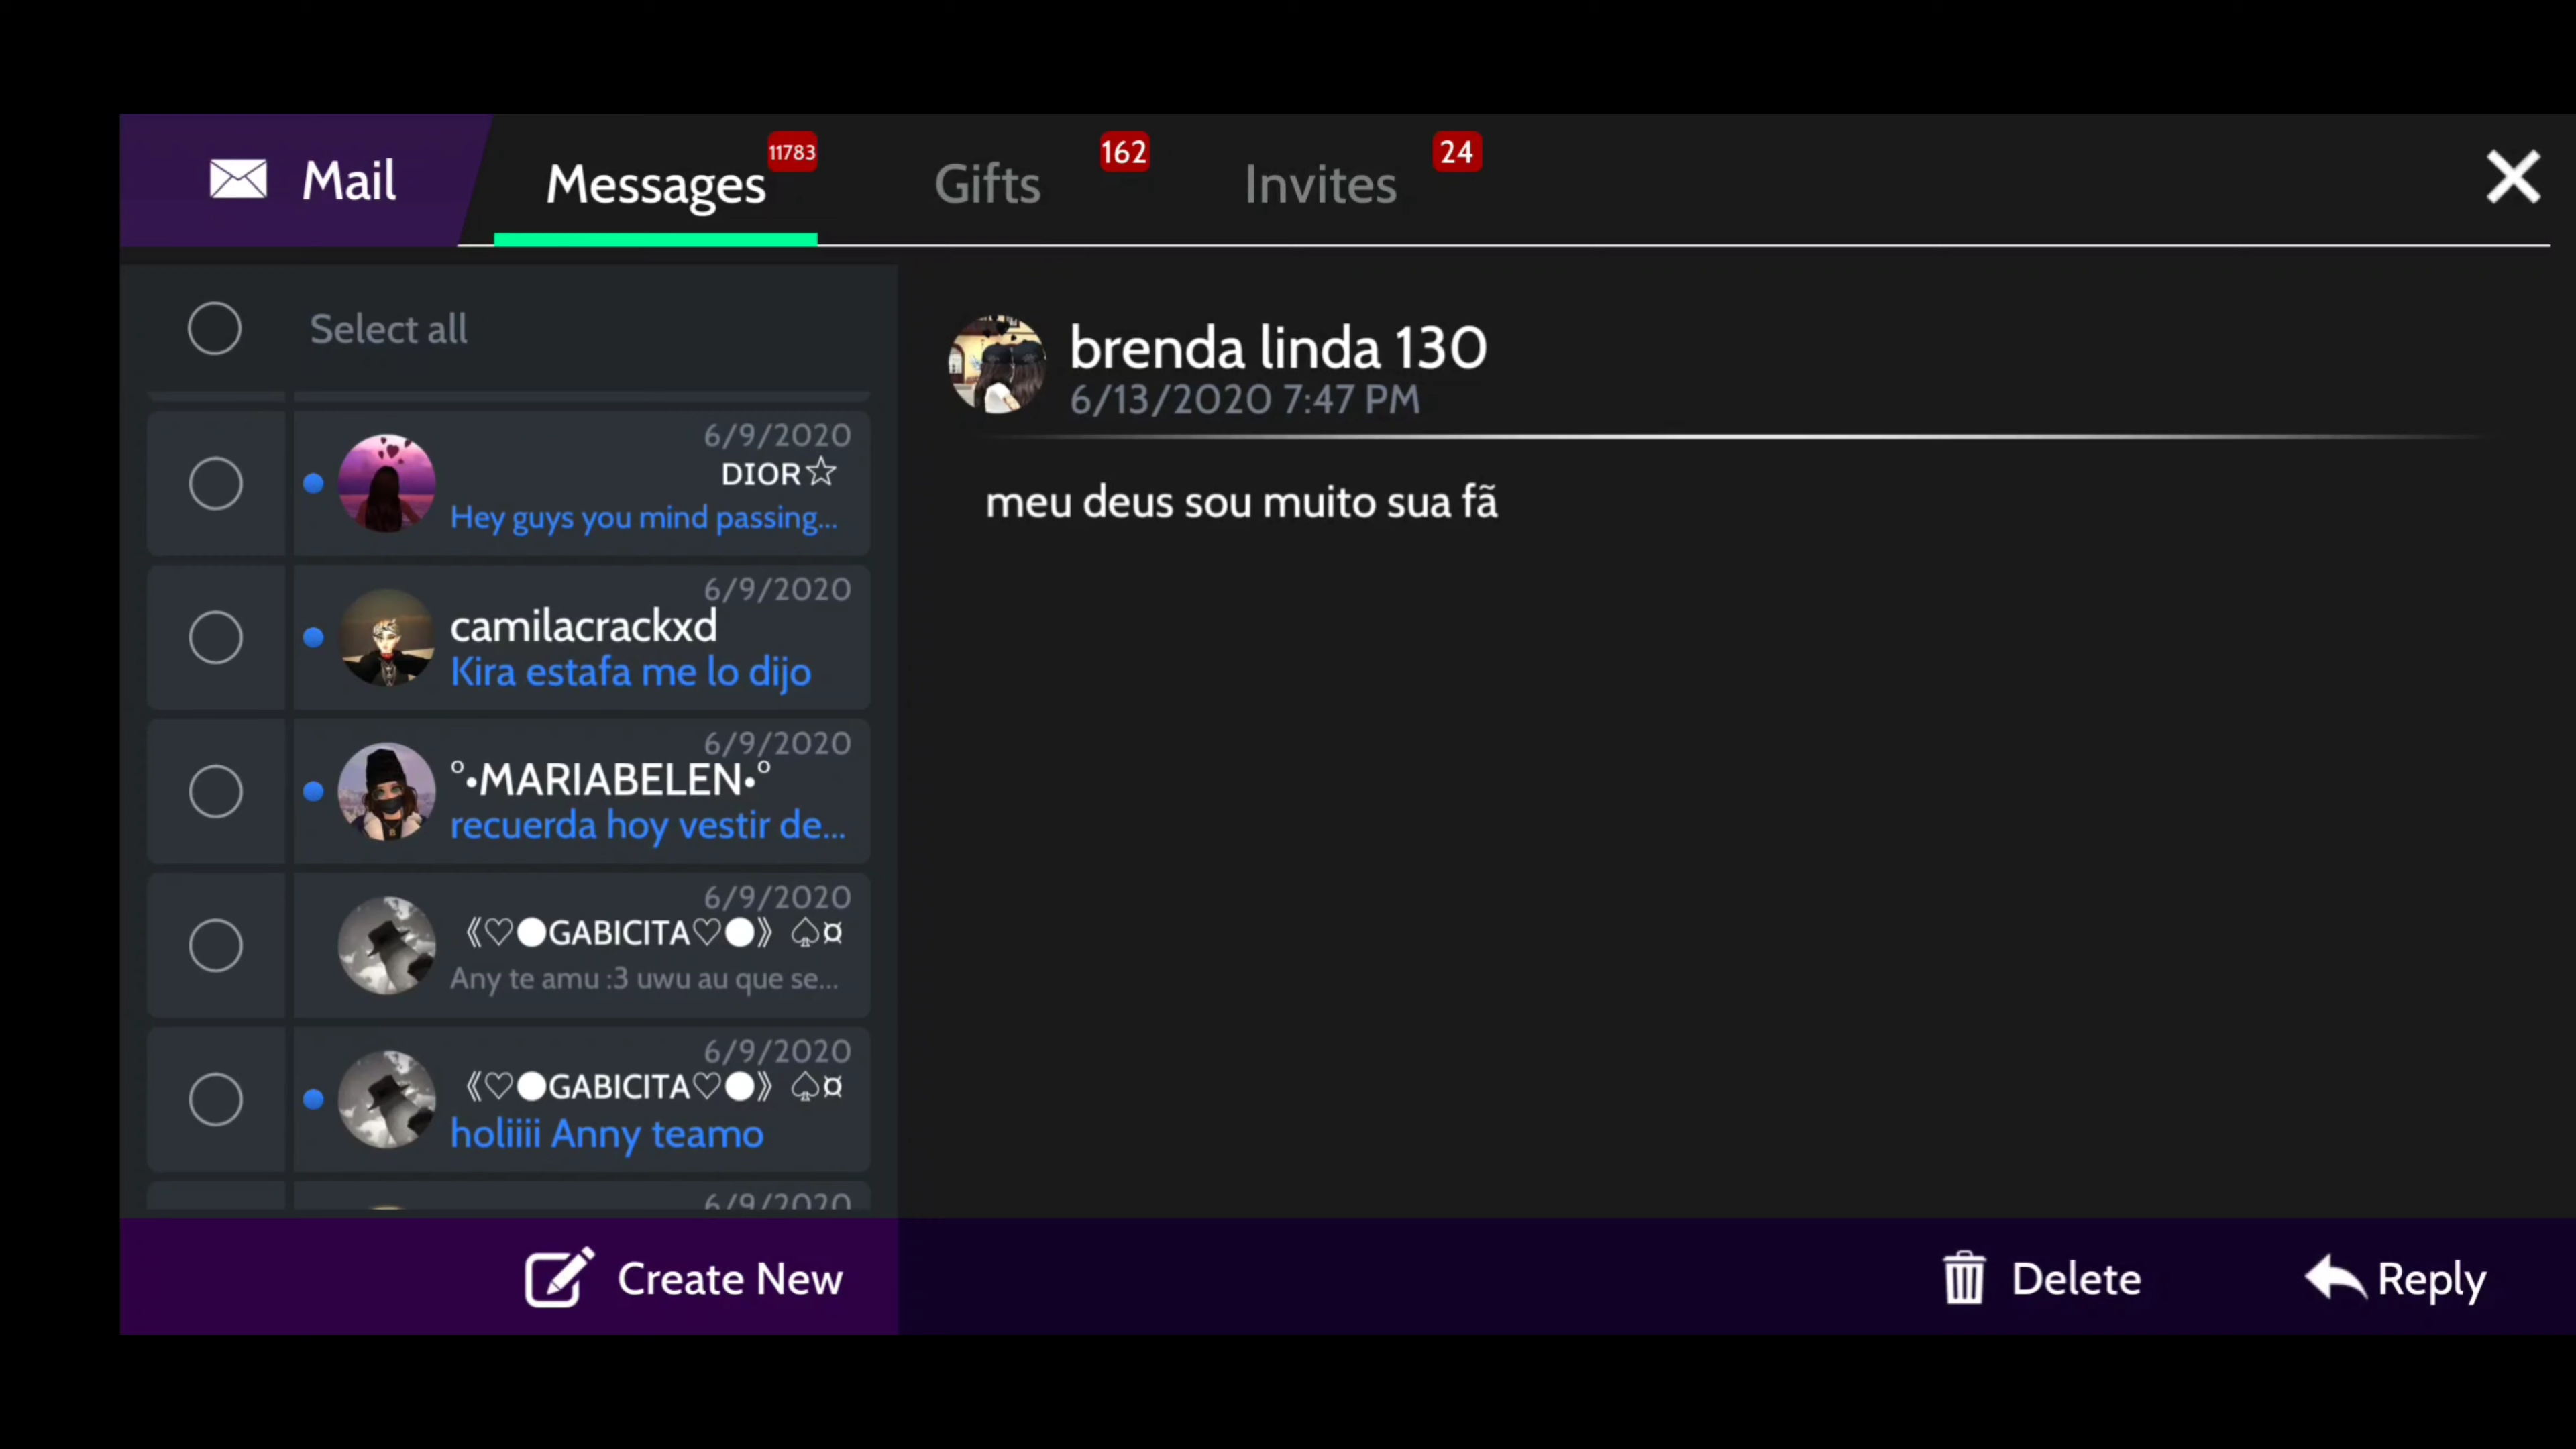 Mail
Messages
11783
Gifts
162
Invites
24
Select all
6/9/2020
DIOR☆
Hey guys you mind passing...
6/9/2020
camilacrackxd
Kira estafa me lo dijo
6/9/2020
°•MARIABELEN•°
recuerda hoy vestir de...
6/9/2020
《♡●GABICITA♡●》♤¤
Any te amu :3 uwu au que se...
6/9/2020
《♡●GABICITA♡●》♤¤
holiiii Anny teamo
6/9/2020
Create New
brenda linda 130
6/13/2020 7:47 PM
meu deus sou muito sua fã
Delete
Reply